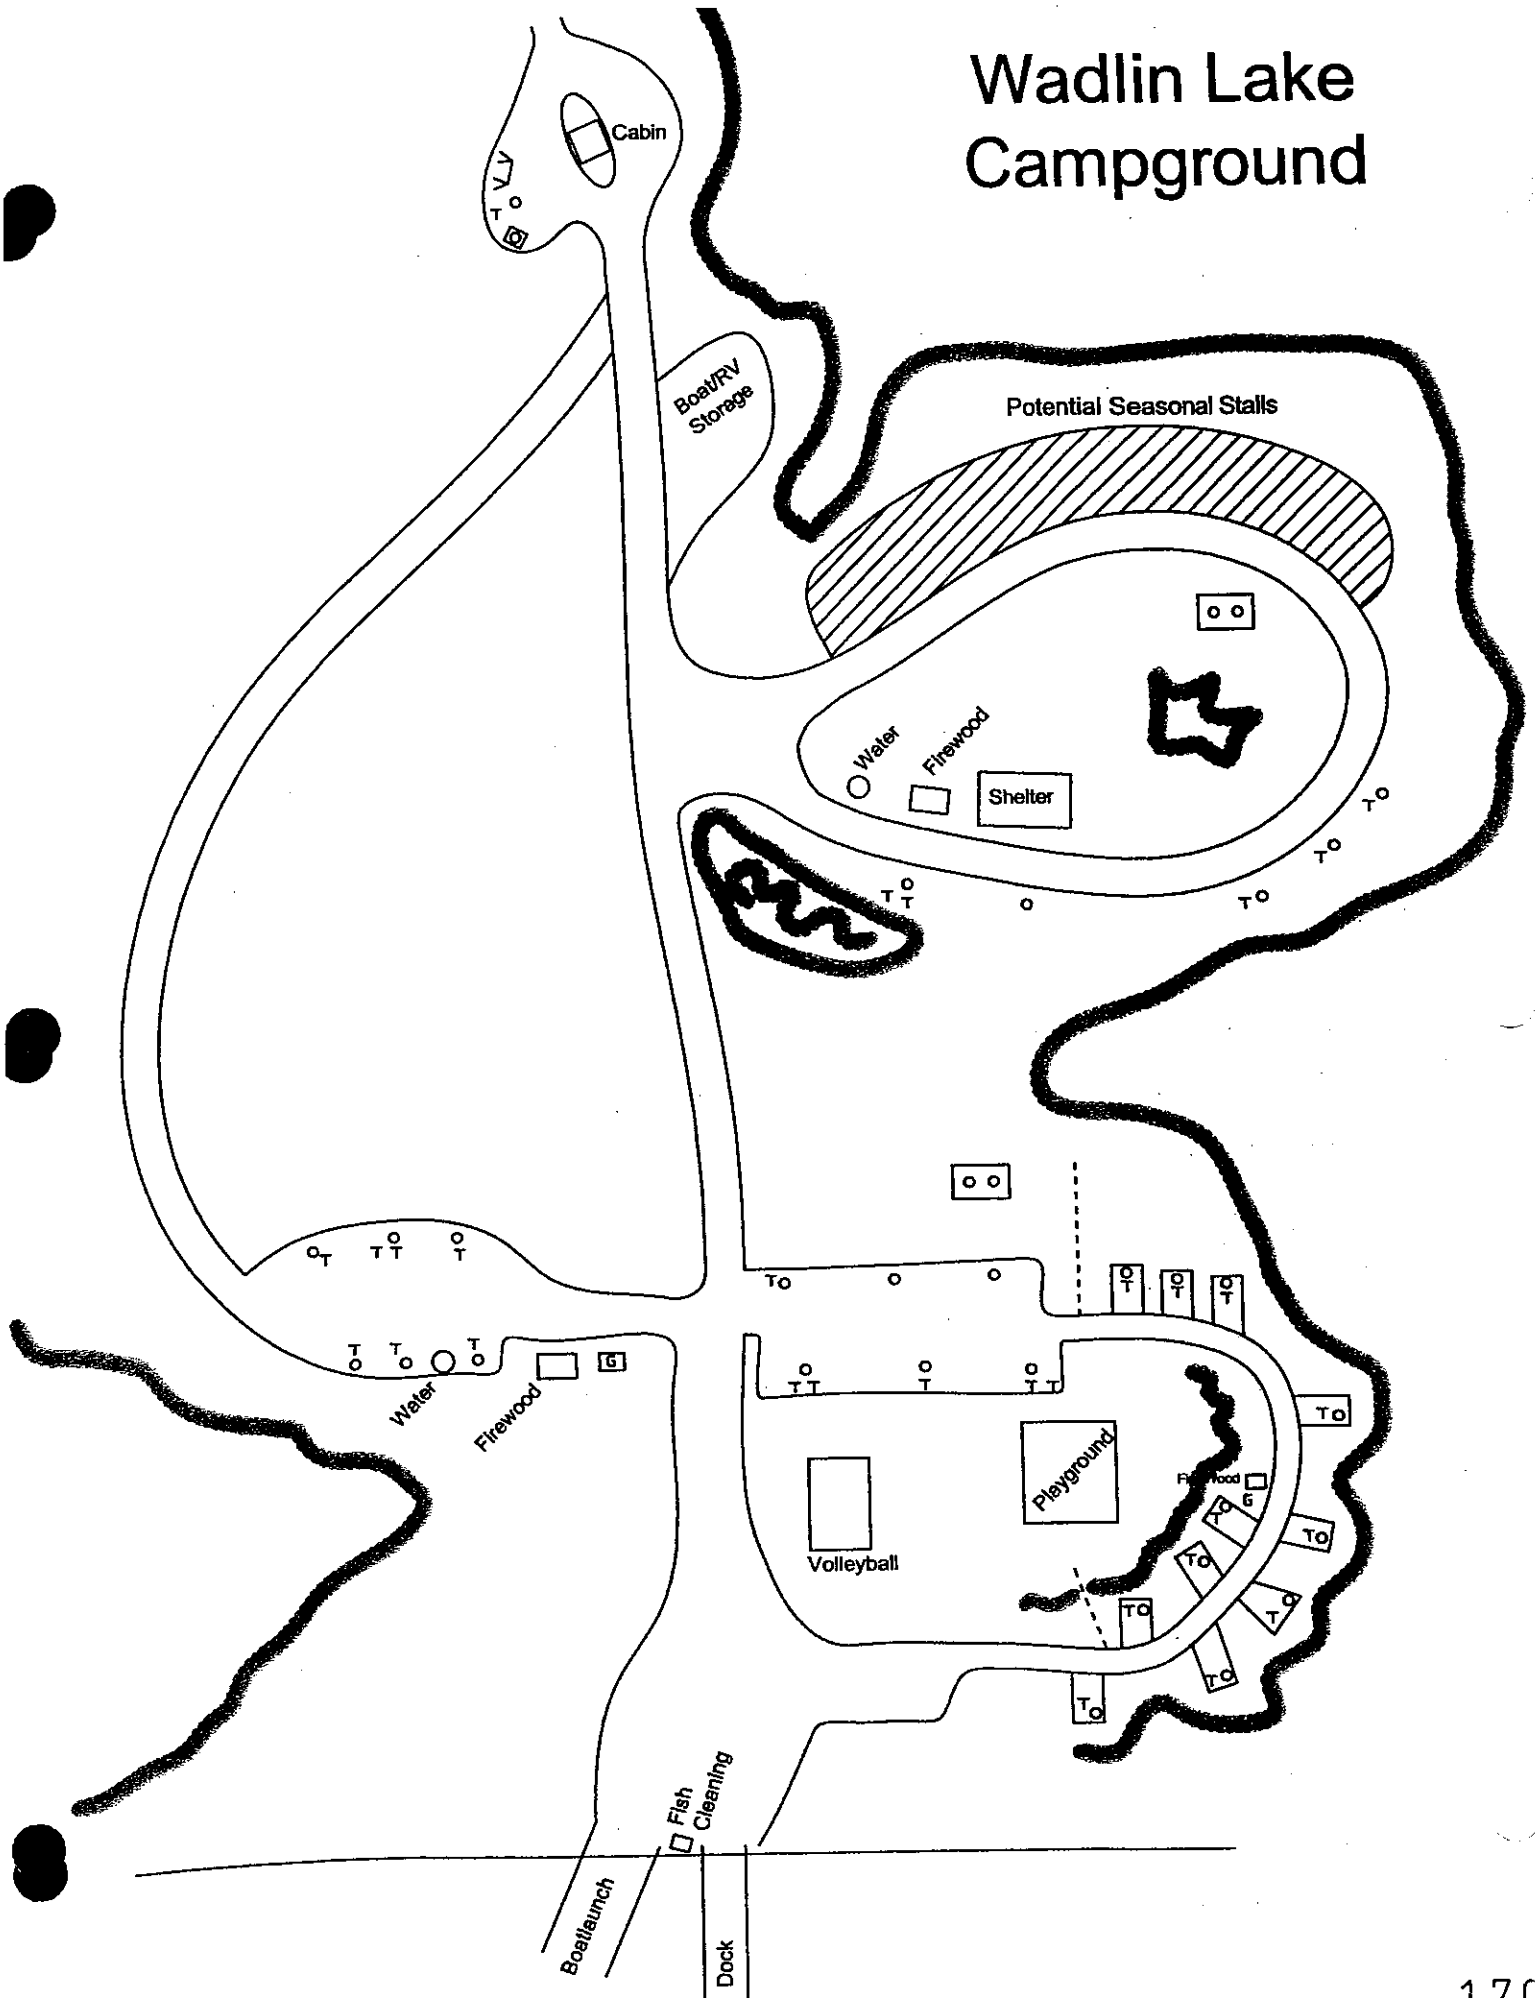 Wadlin Lake
Campground
Cabin
T
Boat/RV
Storage
Potential Seasonal Stalls
Water
Firewood
Shelter
T
T
T
T T
T
T T T T
T
T
T
T
T T T
G
Water
Firewood
T T T T T
T
Playground
Firewood
G
T
T
T
T
T
T
T
Volleyball
T
Fish
Cleaning
Boatlaunch
Dock